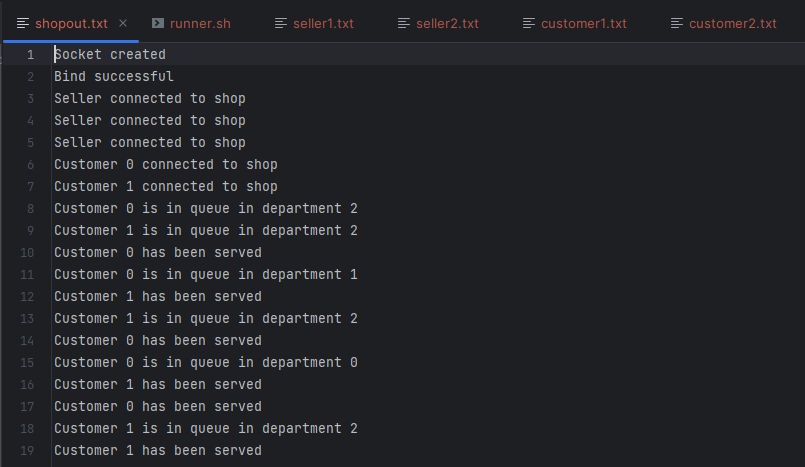 shopout.txt runner.sh seller1.txt seller2.txt customer1.txt customer2.txt
1 Socket created
2 Bind successful
3 Seller connected to shop
4 Seller connected to shop
5 Seller connected to shop
6 Customer 0 connected to shop
7 Customer 1 connected to shop
8 Customer 0 is in queue in department 2
9 Customer 1 is in queue in department 2
10 Customer 0 has been served
11 Customer 0 is in queue in department 1
12 Customer 1 has been served
13 Customer 1 is in queue in department 2
14 Customer 0 has been served
15 Customer 0 is in queue in department 0
16 Customer 1 has been served
17 Customer 0 has been served
18 Customer 1 is in queue in department 2
19 Customer 1 has been served